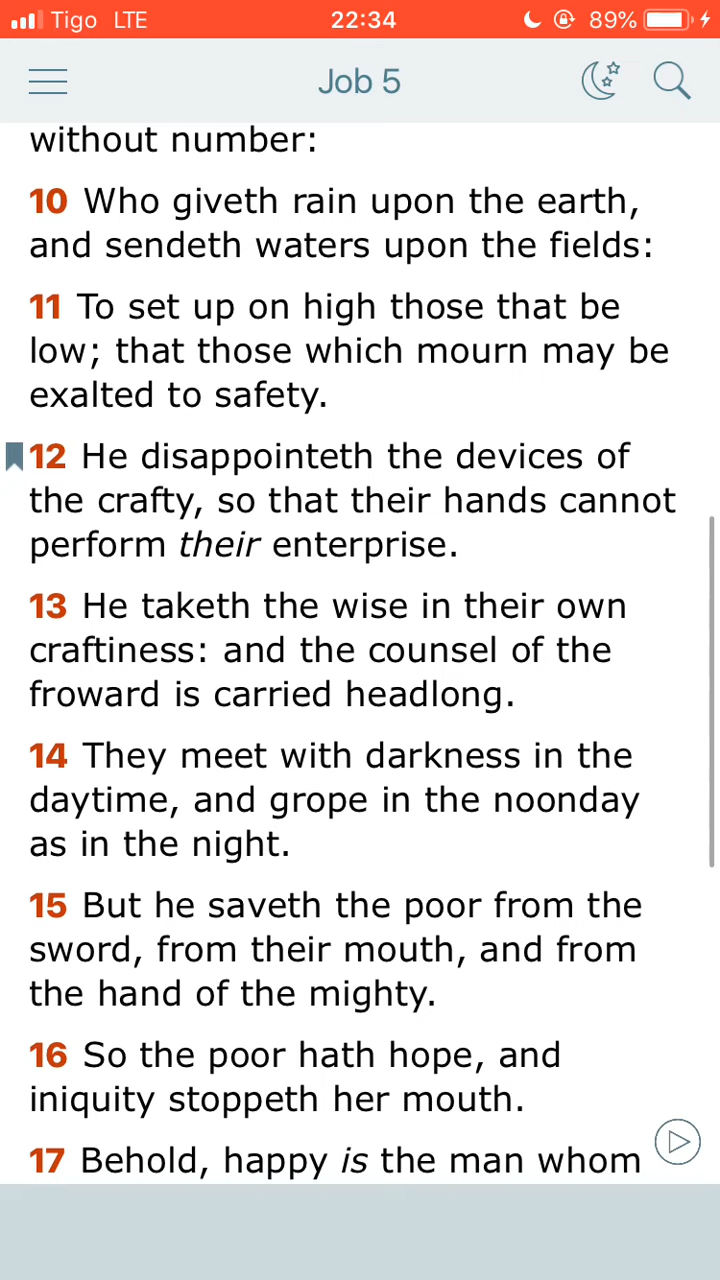 Tigo LTE 22:34 89%
Job 5
without number:
10 Who giveth rain upon the earth,
and sendeth waters upon the fields:
11 To set up on high those that be
low; that those which mourn may be
exalted to safety.
12 He disappointeth the devices of
the crafty, so that their hands cannot
perform their enterprise.
13 He taketh the wise in their own
craftiness: and the counsel of the
froward is carried headlong.
14 They meet with darkness in the
daytime, and grope in the noonday
as in the night.
15 But he saveth the poor from the
sword, from their mouth, and from
the hand of the mighty.
16 So the poor hath hope, and
iniquity stoppeth her mouth.
17 Behold, happy is the man whom